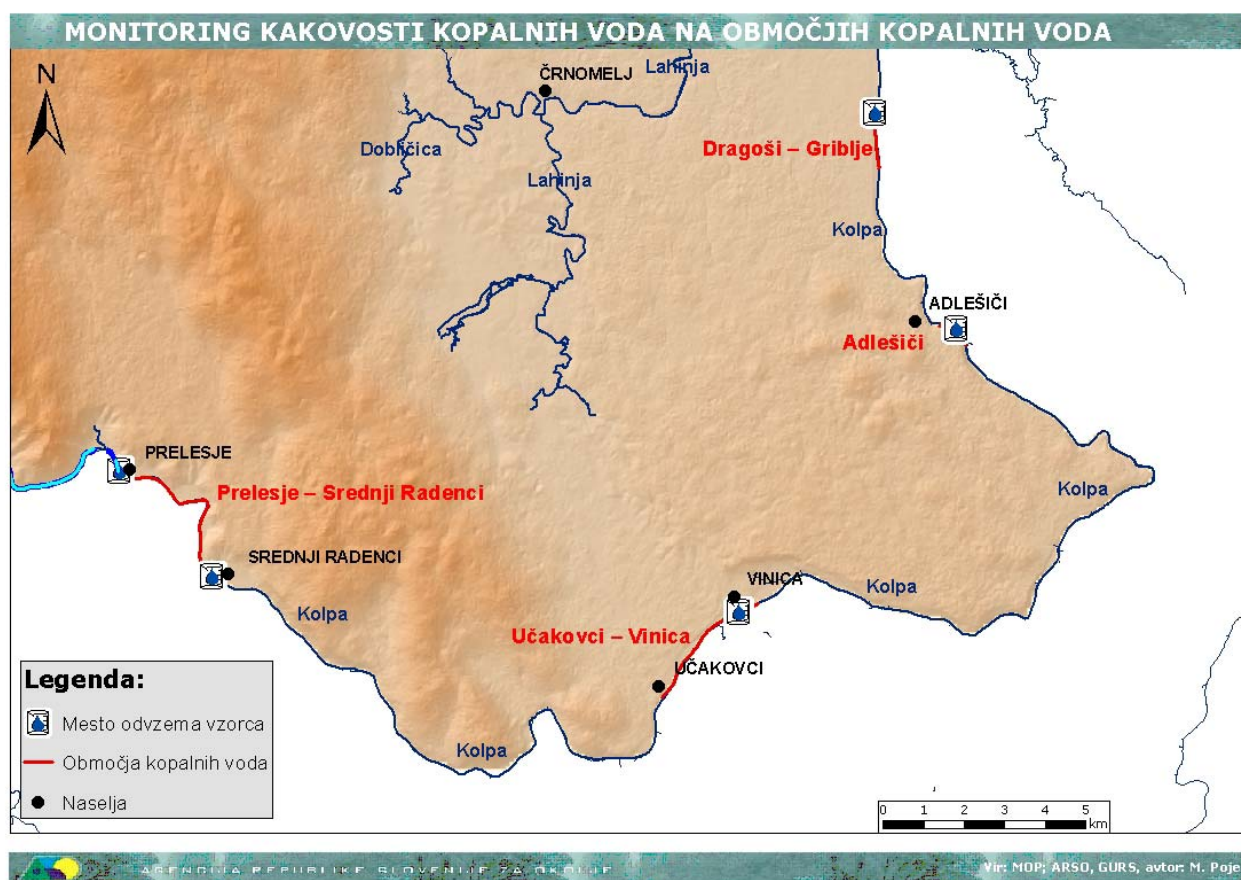 MONITORING KAKOVOSTI KOPALNIH VODA NA OBMOČJIH KOPALNIH VODA
N
ČRNOMELJ
Lahinja
Dobličica
Lahinja
Dragoši – Griblje
Kolpa
ADLEŠIČI
Adlešiči
PRELESJE
Prelesje – Srednji Radenci
Kolpa
SREDNJI RADENCI
Kolpa
VINICA
Kolpa
Učakovci – Vinica
UČAKOVCI
Kolpa
Legenda:
Mesto odvzema vzorca
Območja kopalnih voda
Naselja
0 1 2 3 4 5
km
AGENCIJA REPUBLIKE SLOVENIJE ZA OKOLJE
Vir: MOP; ARSO, GURS, avtor: M. Poje